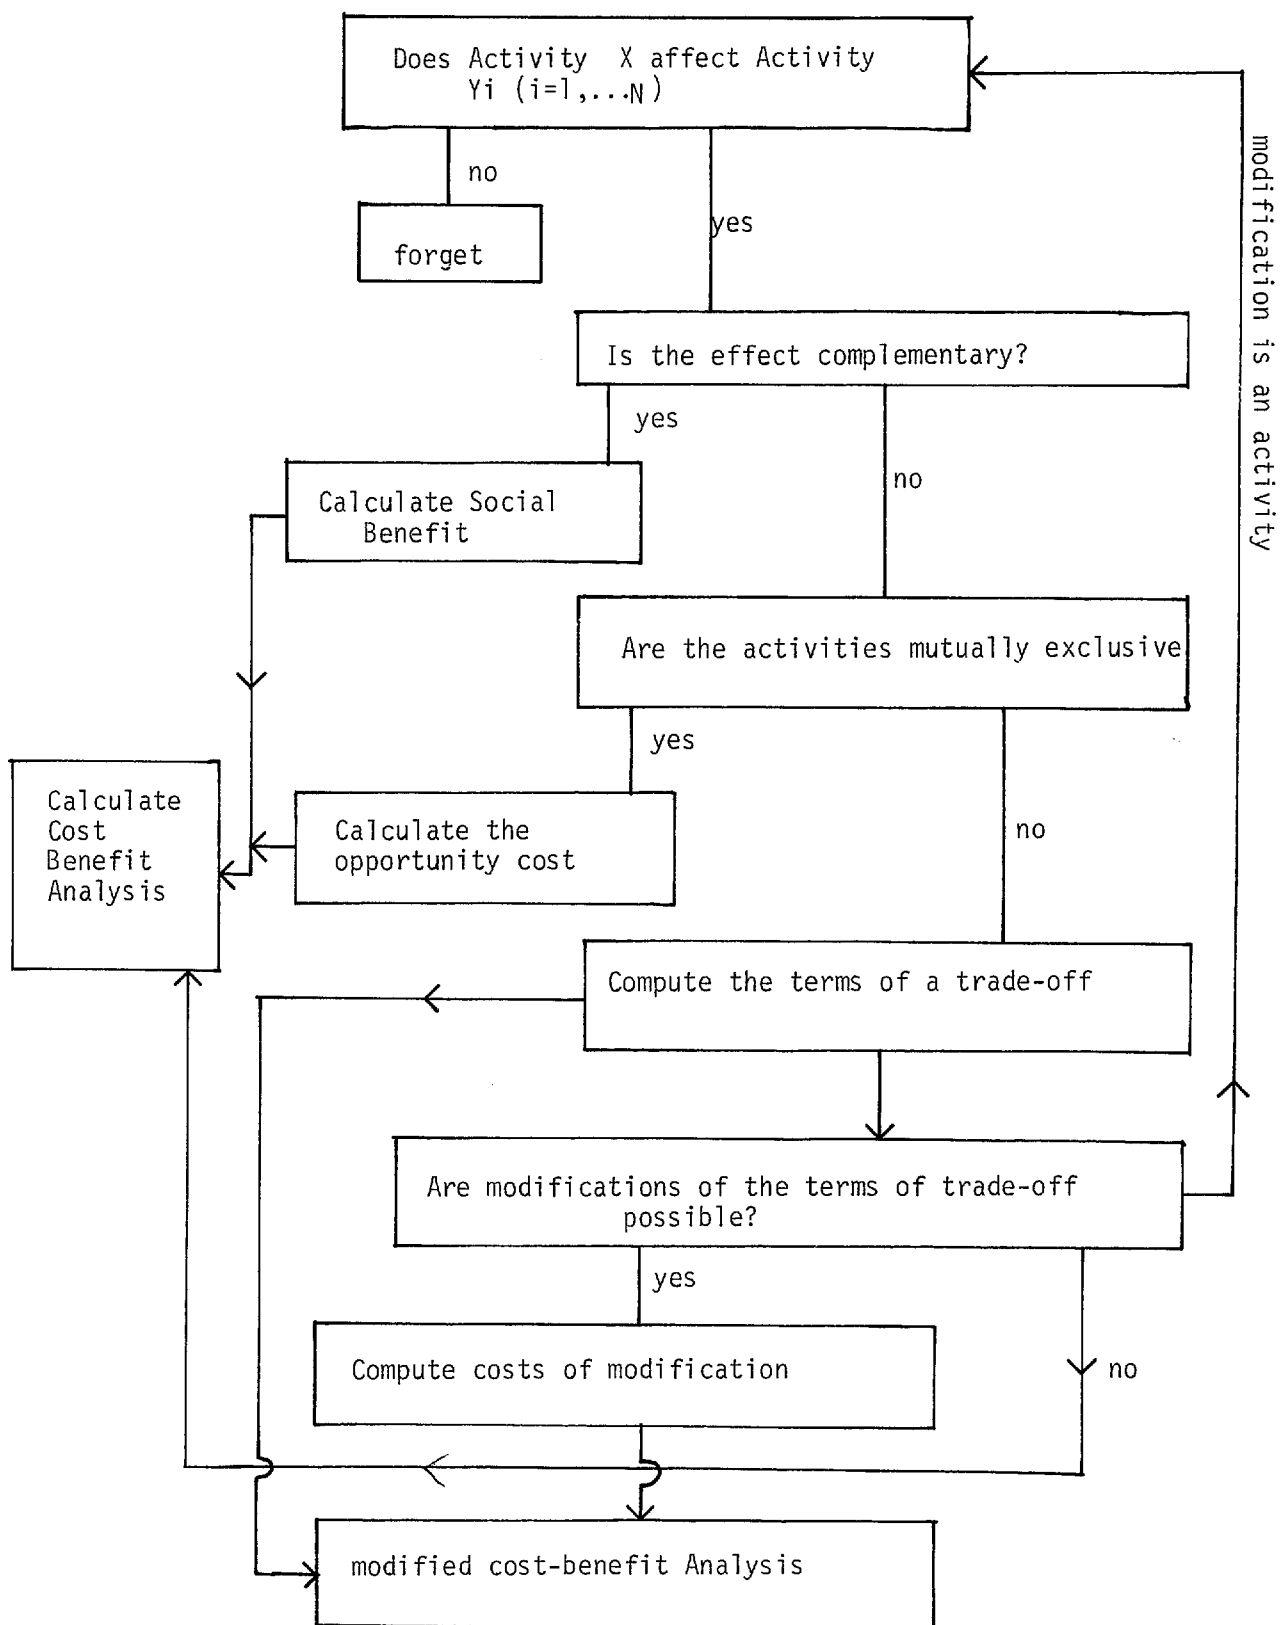 Does Activity X affect Activity
Yi (i=1,...N)
no
yes
forget
Is the effect complementary?
yes
no
Calculate Social
Benefit
Are the activities mutually exclusive
yes
no
Calculate
Cost
Benefit
Analysis
Calculate the
opportunity cost
Compute the terms of a trade-off
Are modifications of the terms of trade-off
possible?
yes
no
Compute costs of modification
modified cost-benefit Analysis
modification is an activity